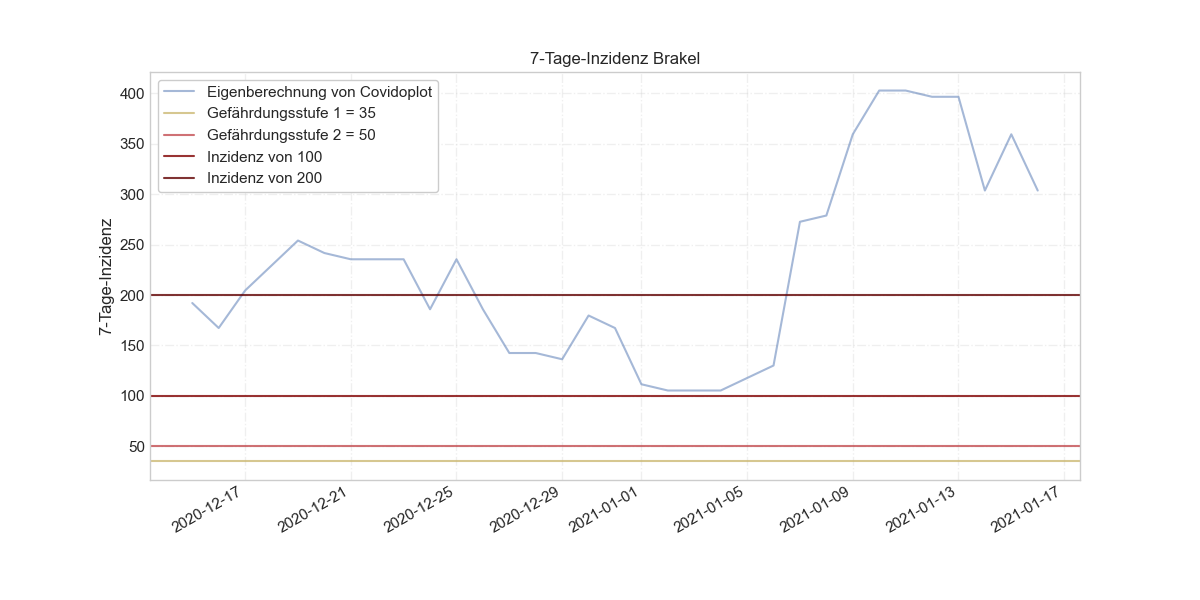 7-Tage-Inzidenz Brakel
Eigenberechnung von Covidoplot
Gefährdungsstufe 1 = 35
Gefährdungsstufe 2 = 50
Inzidenz von 100
Inzidenz von 200
7-Tage-Inzidenz
400
350
300
250
200
150
100
50
2020-12-17
2020-12-21
2020-12-25
2020-12-29
2021-01-01
2021-01-05
2021-01-09
2021-01-13
2021-01-17